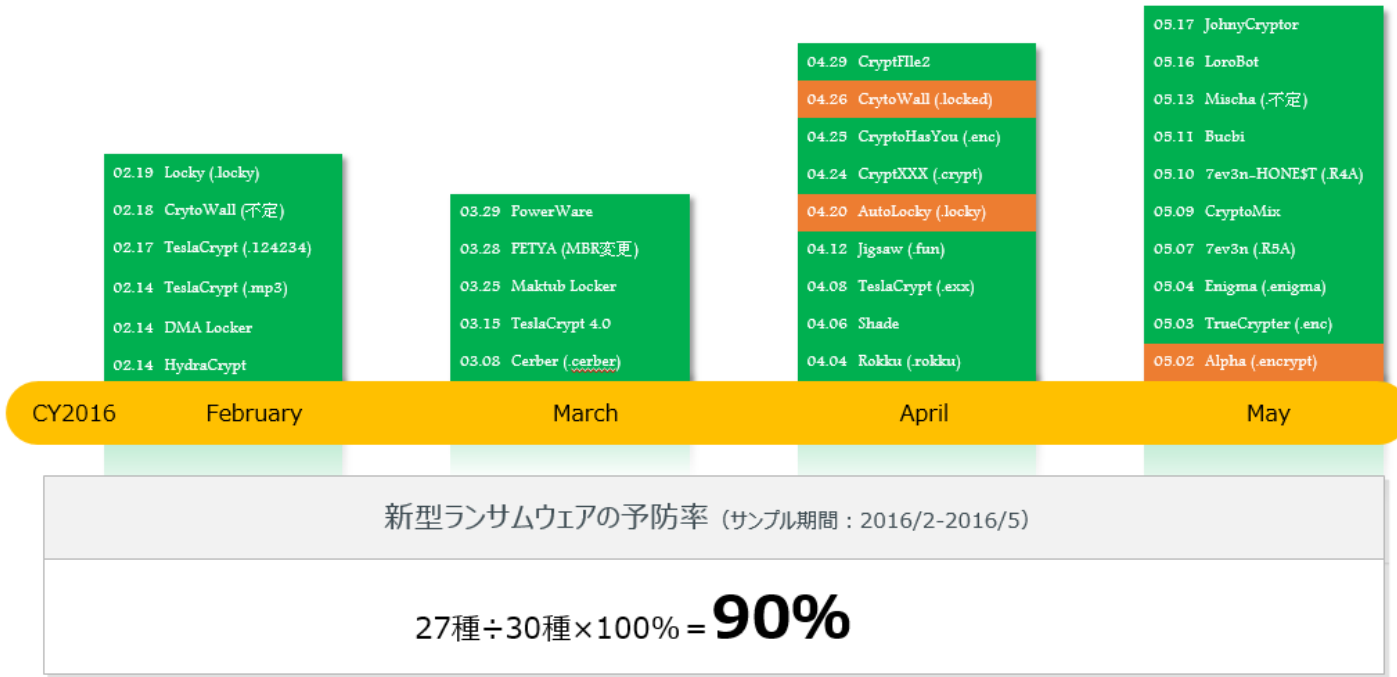 02.19 Locky (.locky)
02.18 CrytoWall (不定)
02.17 TeslaCrypt (.124234)
02.14 TeslaCrypt (.mp3)
02.14 DMA Locker
02.14 HydraCrypt
03.29 PowerWare
03.28 PETYA (MBR変更)
03.25 Maktub Locker
03.15 TeslaCrypt 4.0
03.08 Cerber (.cerber)
04.29 CryptFIle2
04.26 CrytoWall (.locked)
04.25 CryptoHasYou (.enc)
04.24 CryptXXX (.crypt)
04.20 AutoLocky (.locky)
04.12 Jigsaw (.fun)
04.08 TeslaCrypt (.exx)
04.06 Shade
04.04 Rokku (.rokku)
05.17 JohnyCryptor
05.16 LoroBot
05.13 Mischa (.不定)
05.11 Bucbi
05.10 7ev3n-HONE$T (.R4A)
05.09 CryptoMix
05.07 7ev3n (.R5A)
05.04 Enigma (.enigma)
05.03 TrueCrypter (.enc)
05.02 Alpha (.encrypt)
CY2016 February March April May
新型ランサムウェアの予防率（サンプル期間：2016/2-2016/5）
27種÷30種×100%＝90%